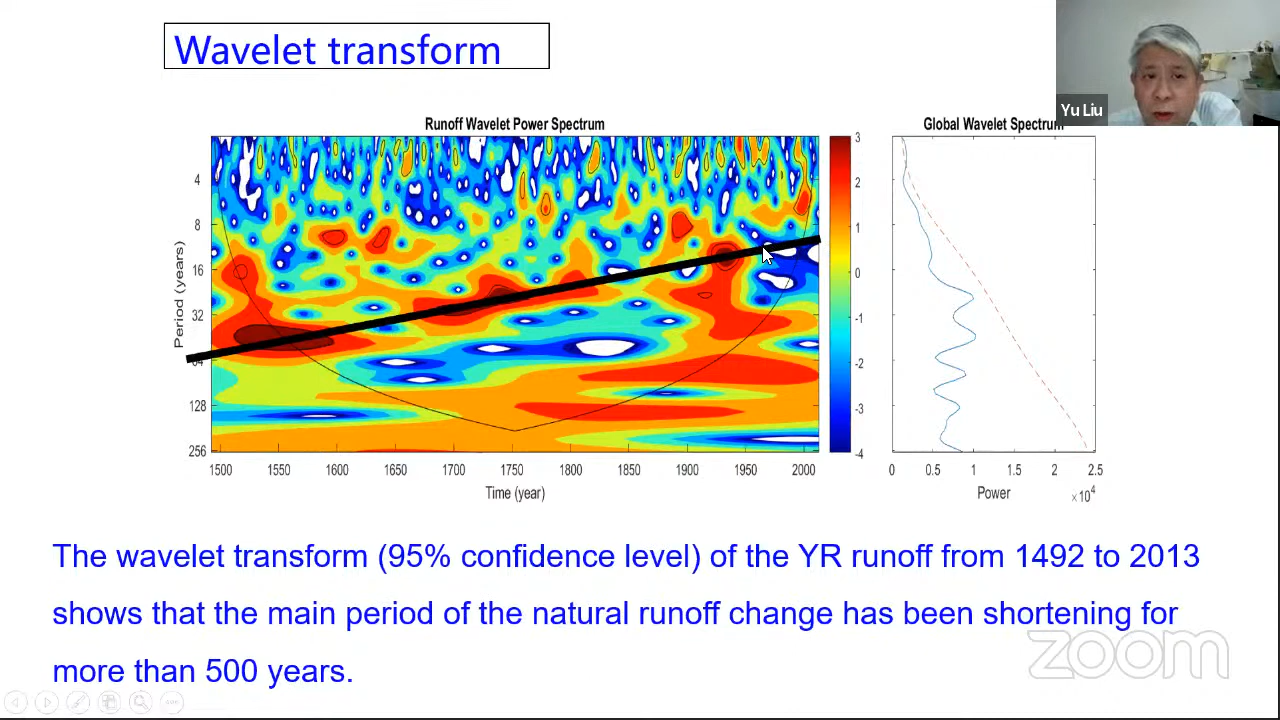 Wavelet transform
Yu Liu
Runoff Wavelet Power Spectrum
Global Wavelet Spectrum
Period (years)
4
8
16
32
64
128
256
1500 1550 1600 1650 1700 1750 1800 1850 1900 1950 2000
Time (year)
3
2
1
0
-1
-2
-3
-4
0 0.5 1 1.5 2 2.5
Power
×10⁴
The wavelet transform (95% confidence level) of the YR runoff from 1492 to 2013
shows that the main period of the natural runoff change has been shortening for
more than 500 years.
zoom